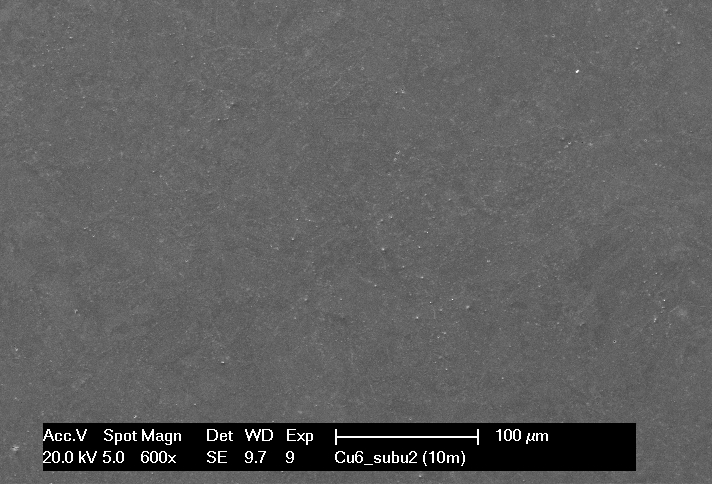 Acc.V Spot Magn Det WD Exp 100 µm
20.0 kV 5.0 600x SE 9.7 9 Cu6_subu2 (10m)